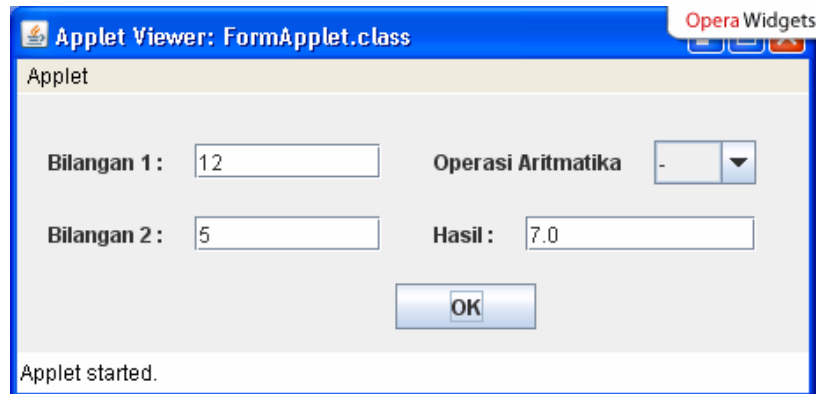 Opera Widgets
Applet Viewer: FormApplet.class
Applet
Bilangan 1 : 12 Operasi Aritmatika -
Bilangan 2 : 5 Hasil : 7.0
OK
Applet started.